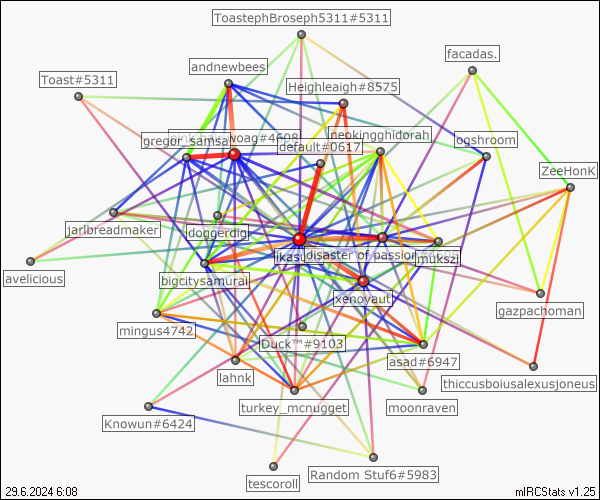 ToastephBroseph5311#5311
facadas.
andnewbees
Toast#5311
Heighleaigh#8575
gregor_samsa
woag#4608
neokingghidorah
default#0617
ogshroom
ZeeHonK
jarlbreadmaker
doggerdig
disaster of passion
mukszi
avelicious
bigcitysamurai
xenoyaut
gazpachoman
mingus4742
Duck™#9103
asad#6947
lahnk
thiccusboiusalexusjoneus
turkey_mcnugget
moonraven
Knowun#6424
Random Stuf6#5983
tescoroll
29.6.2024 6:08
mIRCStats v1.25